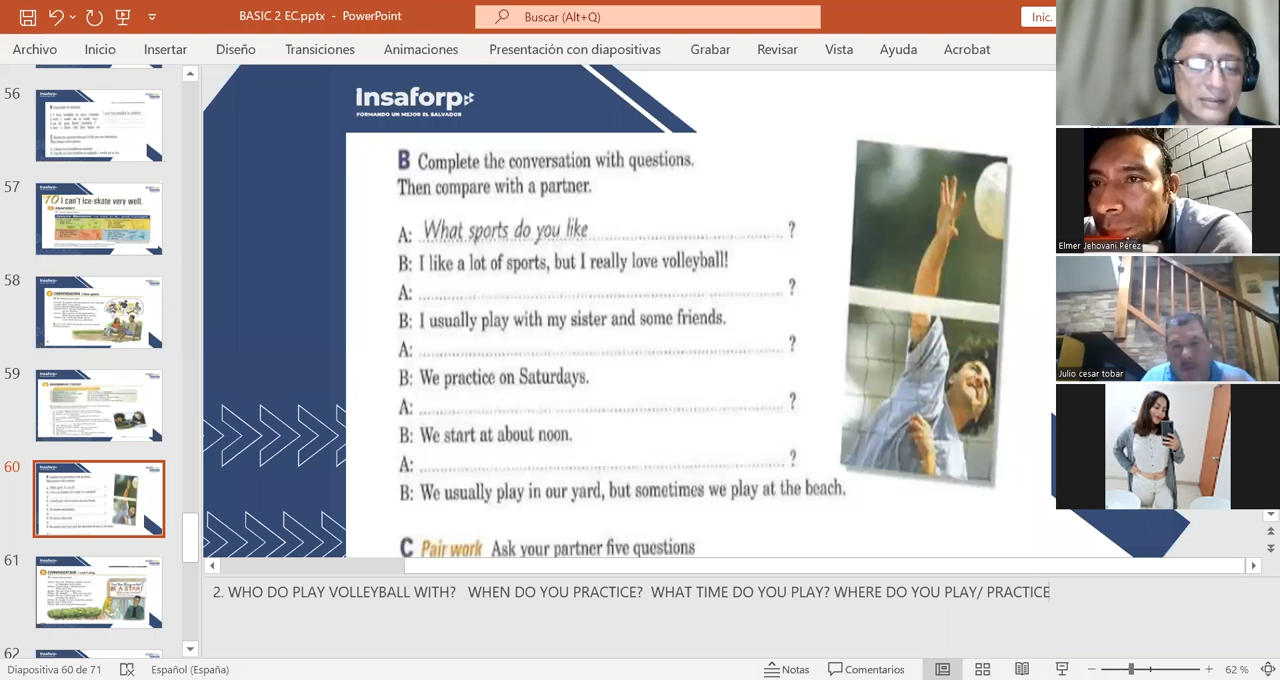 BASIC 2 EC.pptx - PowerPoint
Buscar (Alt+Q)
Inic.
Archivo Inicio Insertar Diseño Transiciones Animaciones Presentación con diapositivas Grabar Revisar Vista Ayuda Acrobat
56
57
10 I can't ice-skate very well.
58
59
60
61
62
Insaforp
FORMANDO UN MEJOR EL SALVADOR
B Complete the conversation with questions.
Then compare with a partner.
A: What sports do you like ?
B: I like a lot of sports, but I really love volleyball!
A: ?
B: I usually play with my sister and some friends.
A: ?
B: We practice on Saturdays.
A: ?
B: We start at about noon.
A: ?
B: We usually play in our yard, but sometimes we play at the beach.
C Pair work Ask your partner five questions
Elmer Jehovani Pérez
Julio cesar tobar
2. WHO DO PLAY VOLLEYBALL WITH? WHEN DO YOU PRACTICE? WHAT TIME DO YOU PLAY? WHERE DO YOU PLAY/ PRACTICE
Diapositiva 60 de 71 Español (España) Notas Comentarios 62 %